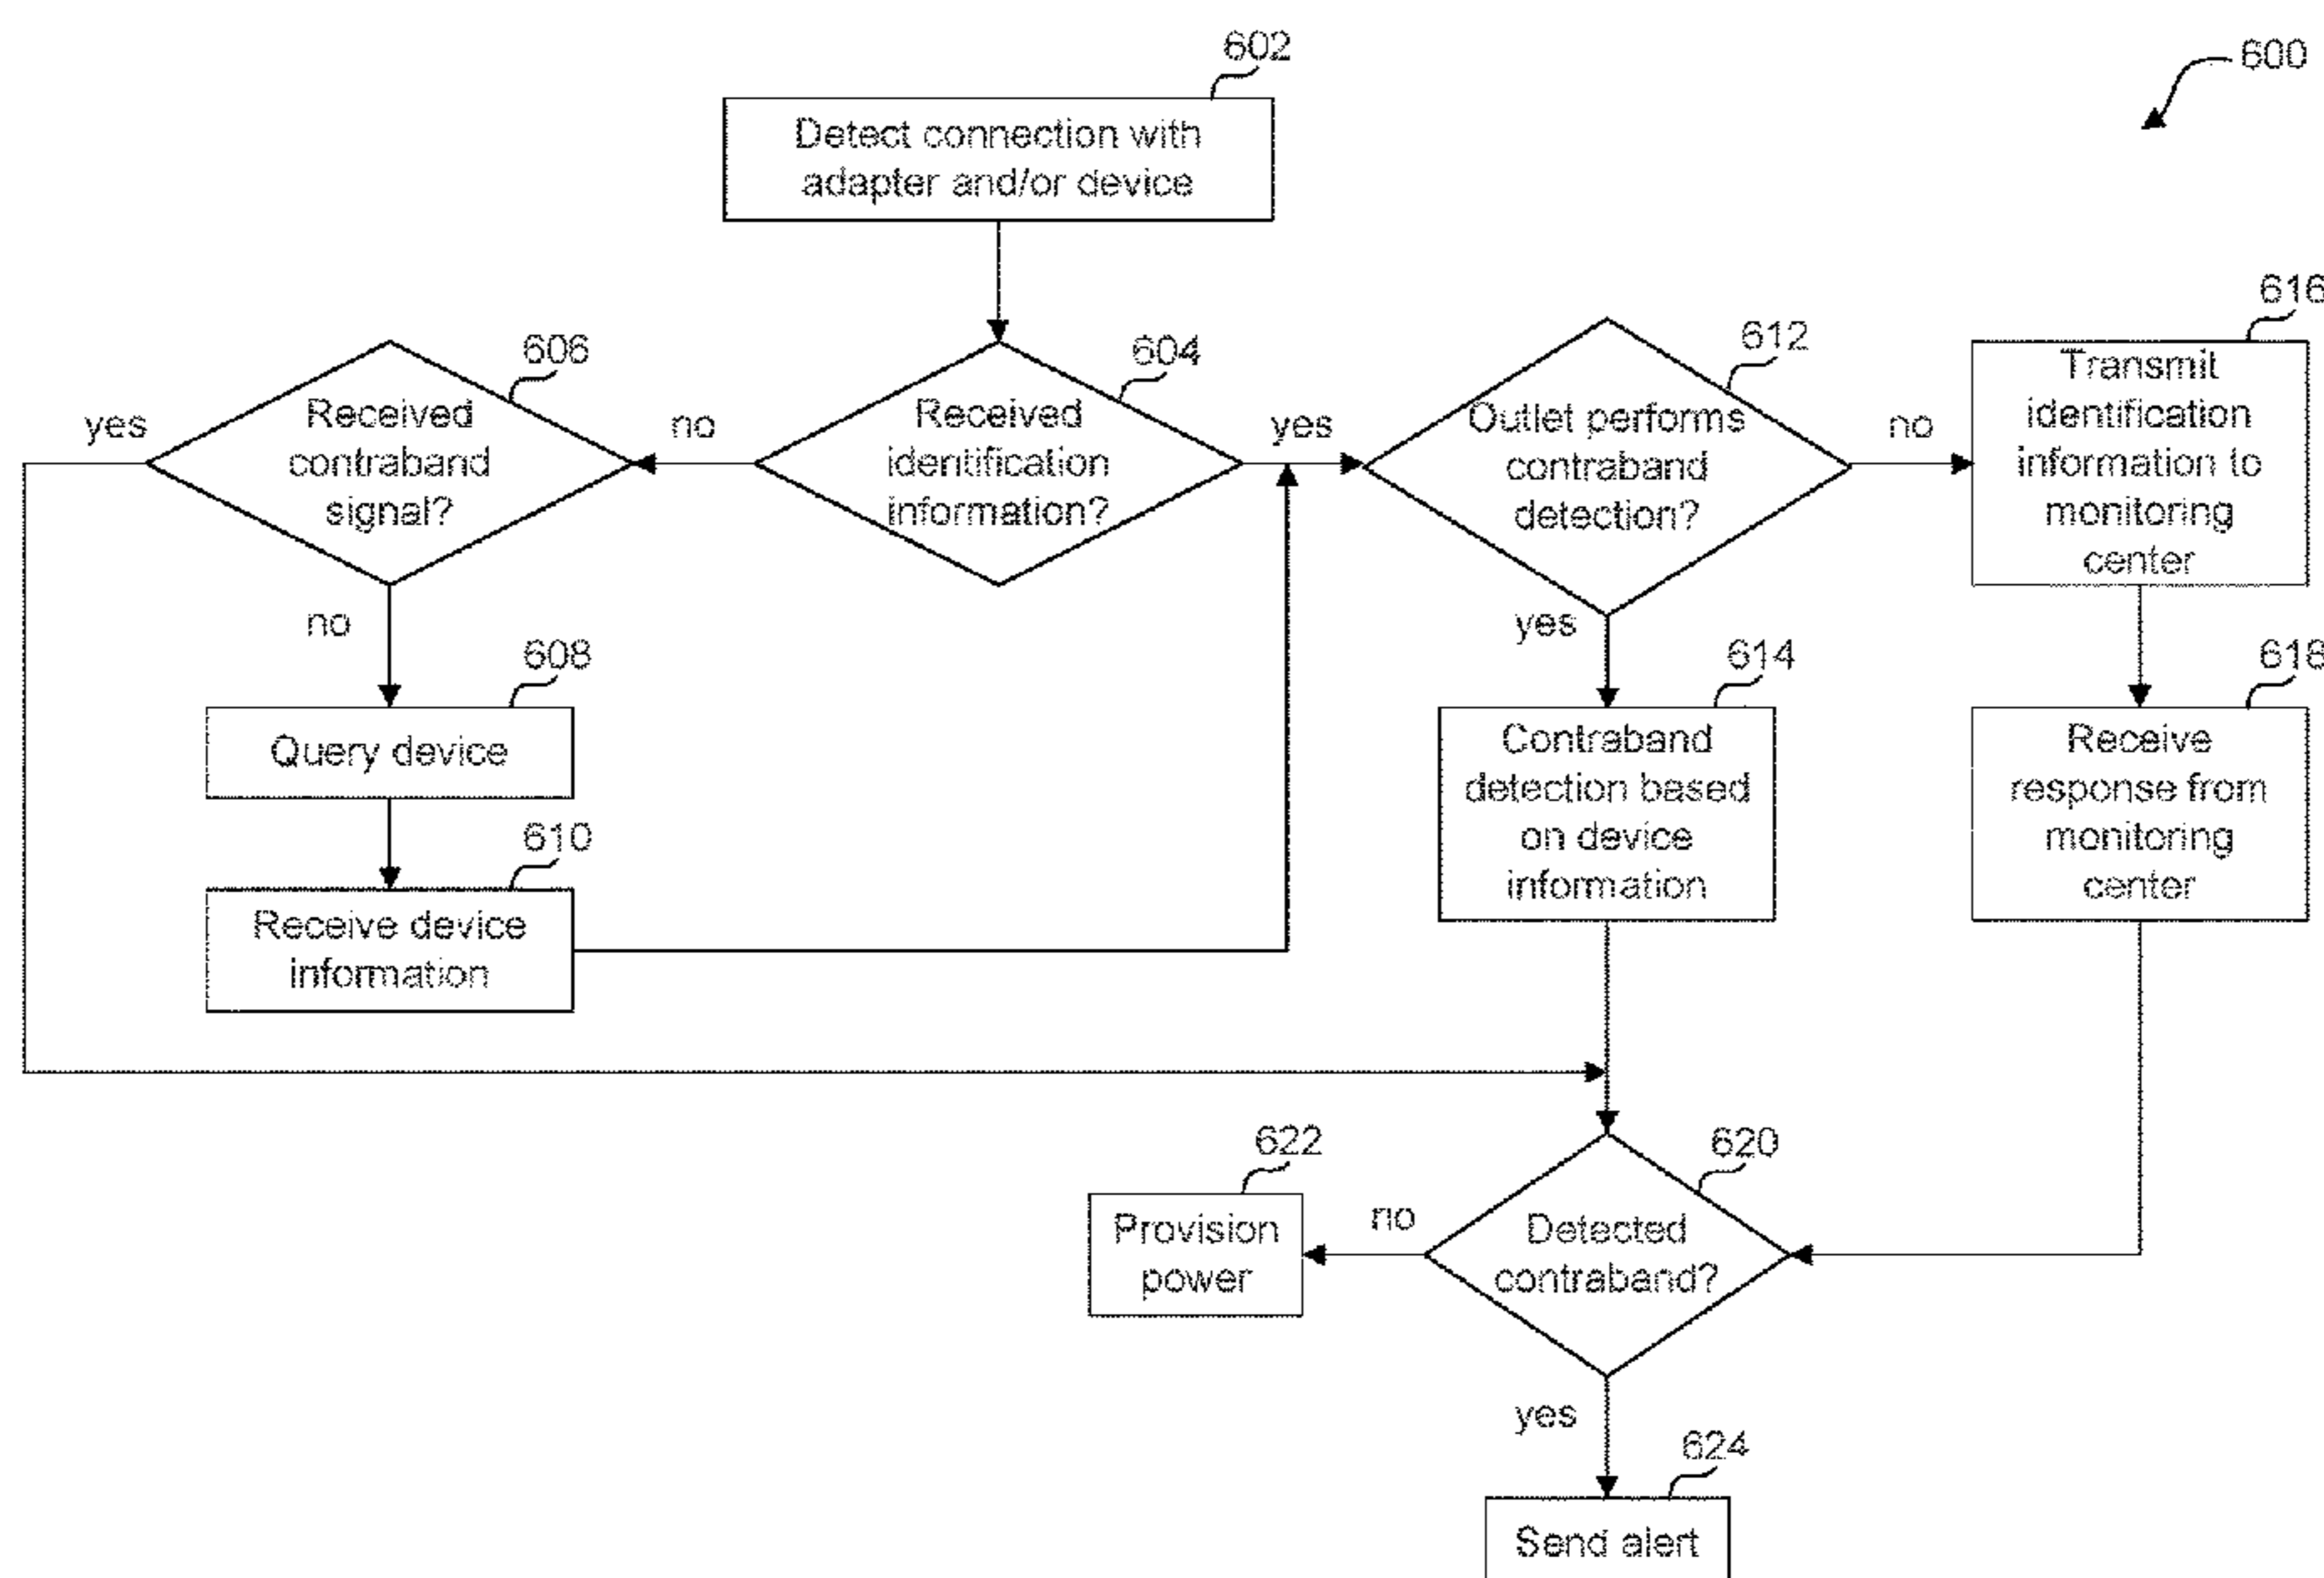 600
602
Detect connection with
adapter and/or device
604
Received
identification
information?
no
yes
606
Received
contraband
signal?
yes
no
608
Query device
610
Receive device
information
612
Outlet performs
contraband
detection?
no
yes
614
Contraband
detection based
on device
information
616
Transmit
identification
information to
monitoring
center
618
Receive
response from
monitoring
center
620
Detected
contraband?
no
yes
622
Provision
power
624
Send alert